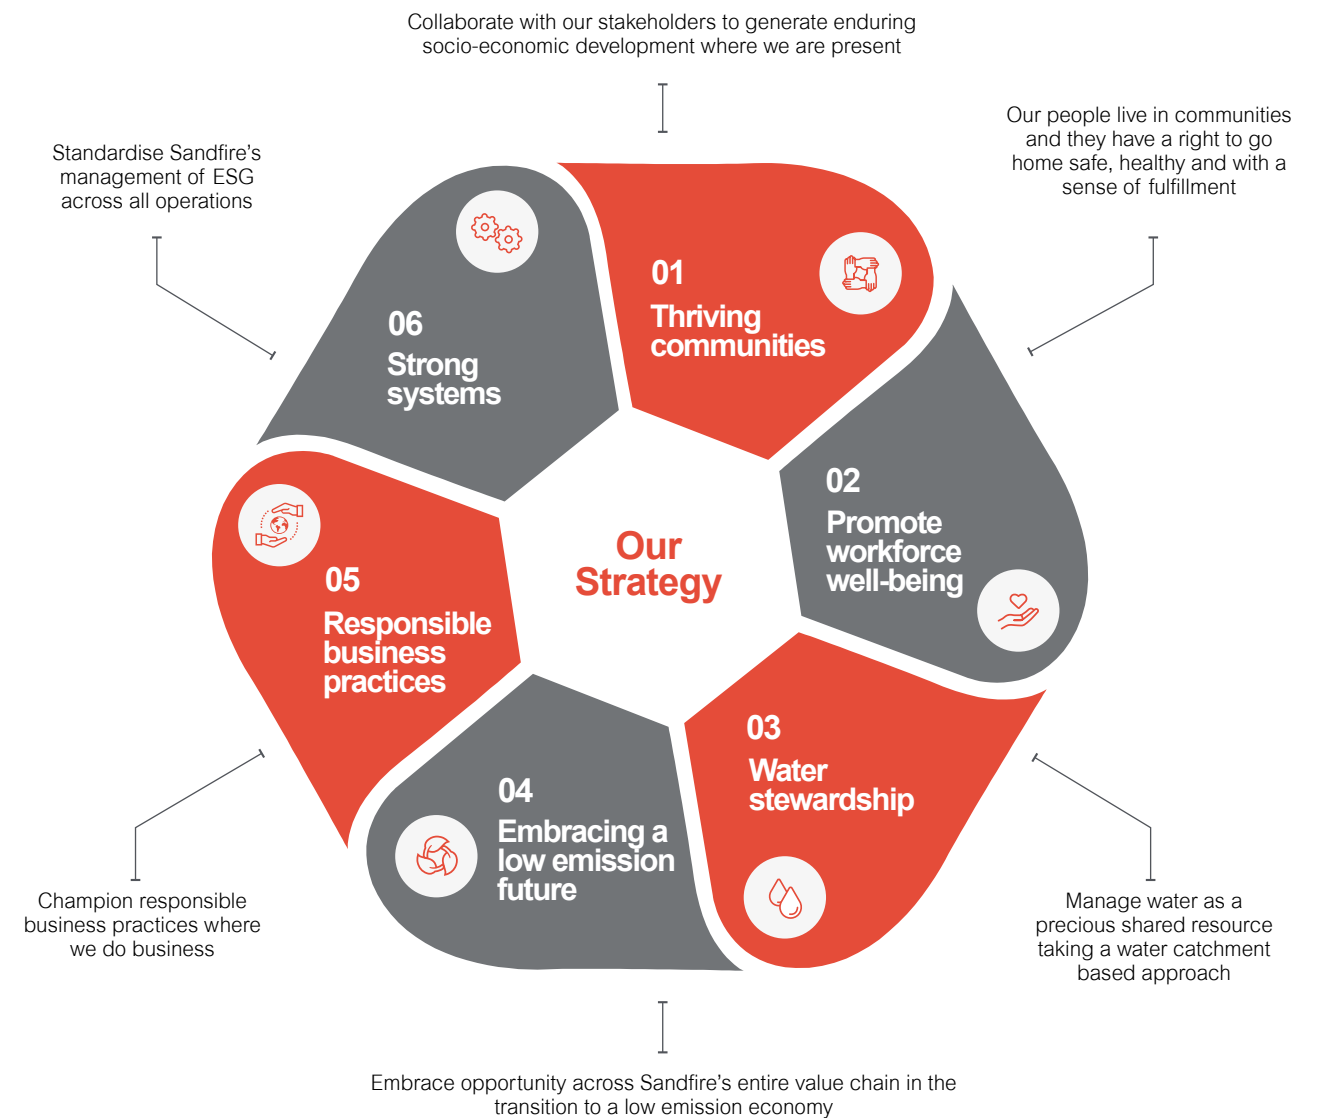 Collaborate with our stakeholders to generate enduring
socio-economic development where we are present
Our people live in communities
and they have a right to go
home safe, healthy and with a
sense of fulfillment
Standardise Sandfire's
management of ESG
across all operations
01
Thriving
communities
06
Strong
systems
02
Promote
workforce
well-being
Our
Strategy
05
Responsible
business
practices
03
Water
stewardship
04
Embracing a
low emission
future
Champion responsible
business practices where
we do business
Manage water as a
precious shared resource
taking a water catchment
based approach
Embrace opportunity across Sandfire's entire value chain in the
transition to a low emission economy